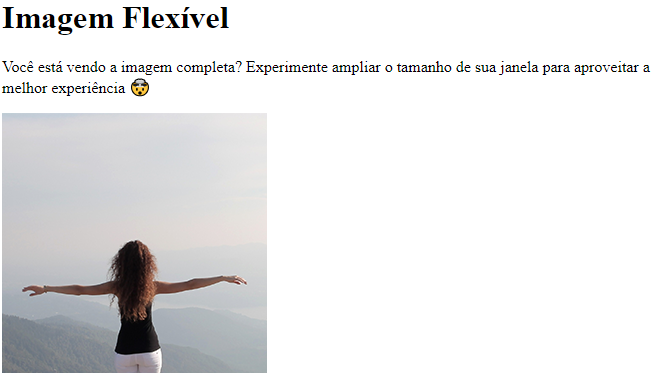 Imagem Flexível
Você está vendo a imagem completa? Experimente ampliar o tamanho de sua janela para aproveitar a
melhor experiência 🤯